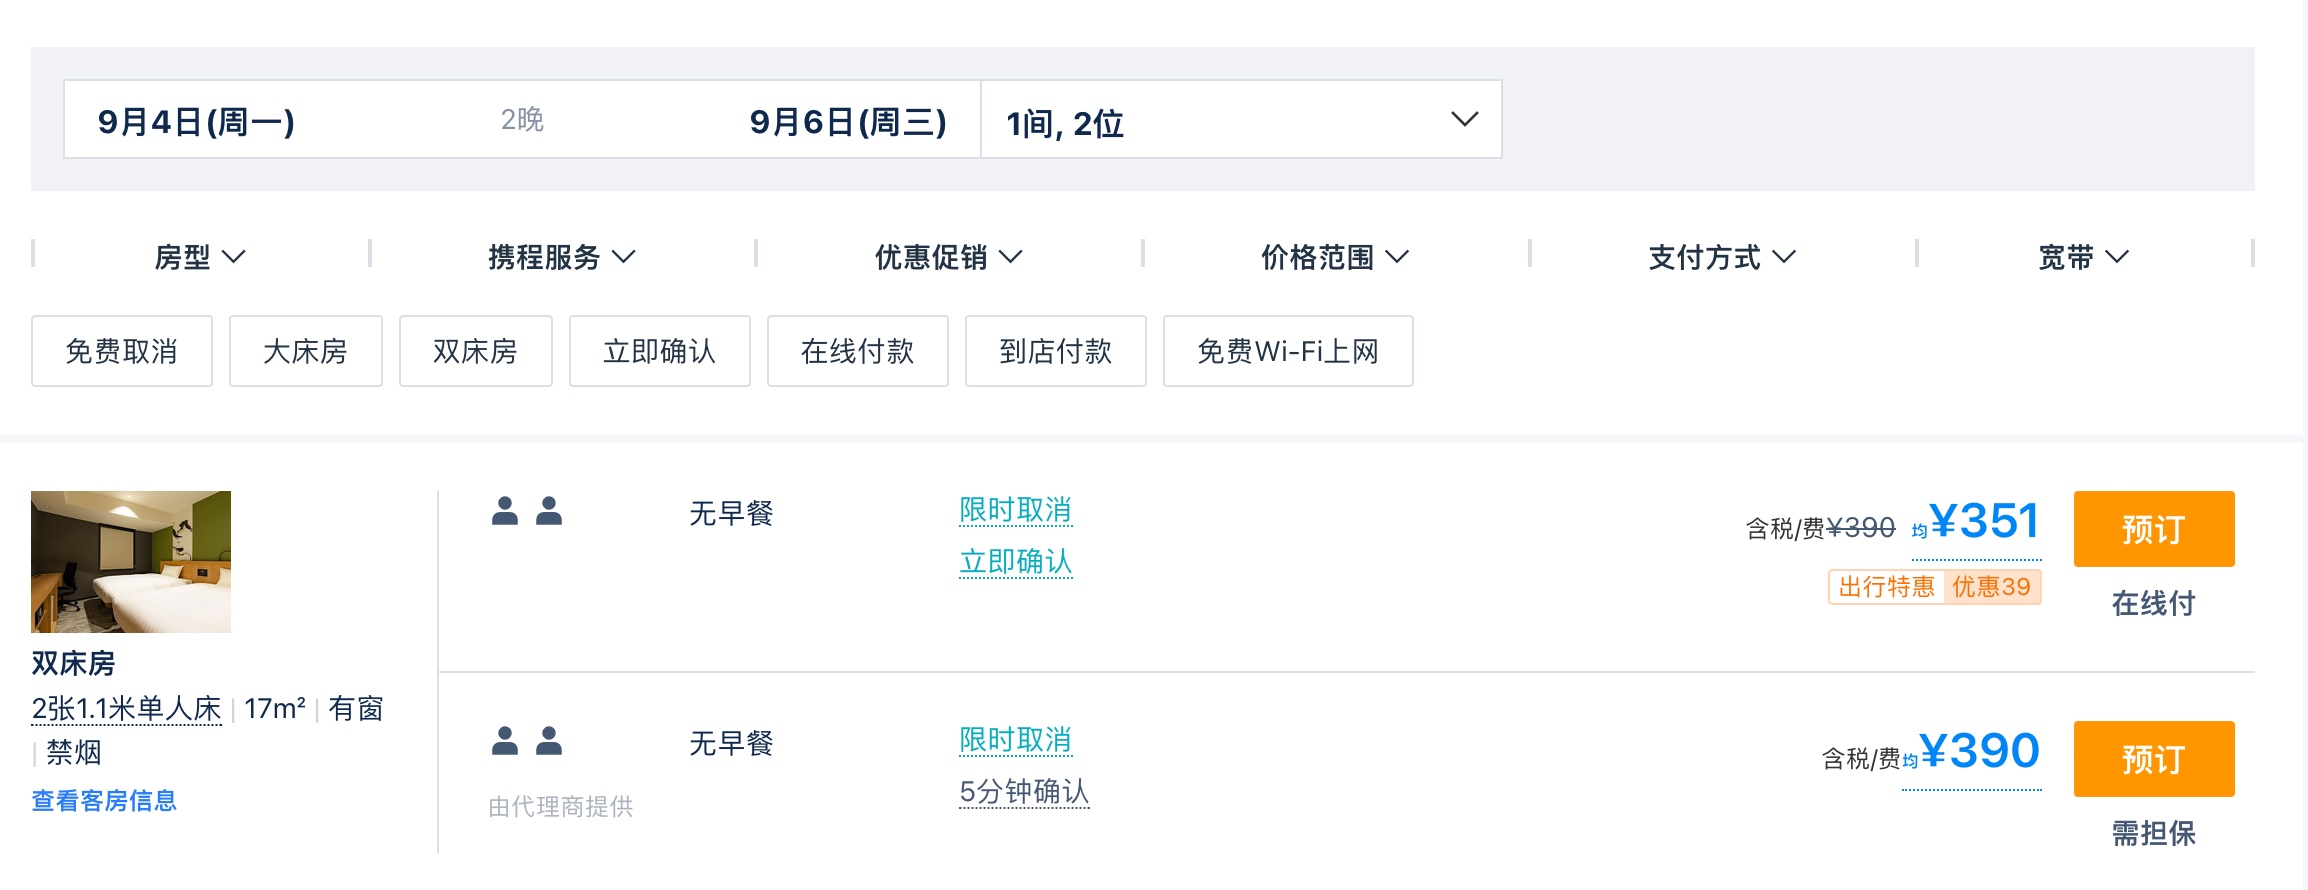 9月4日(周一) 2晚 9月6日(周三) 1间, 2位
房型 携程服务 优惠促销 价格范围 支付方式 宽带
免费取消 大床房 双床房 立即确认 在线付款 到店付款 免费Wi-Fi上网
双床房
2张1.1米单人床 | 17m² | 有窗
| 禁烟
查看客房信息
无早餐
限时取消
立即确认
含税/费¥390 均¥351
出行特惠 优惠39
预订
在线付
由代理商提供
无早餐
限时取消
5分钟确认
含税/费均¥390
预订
需担保